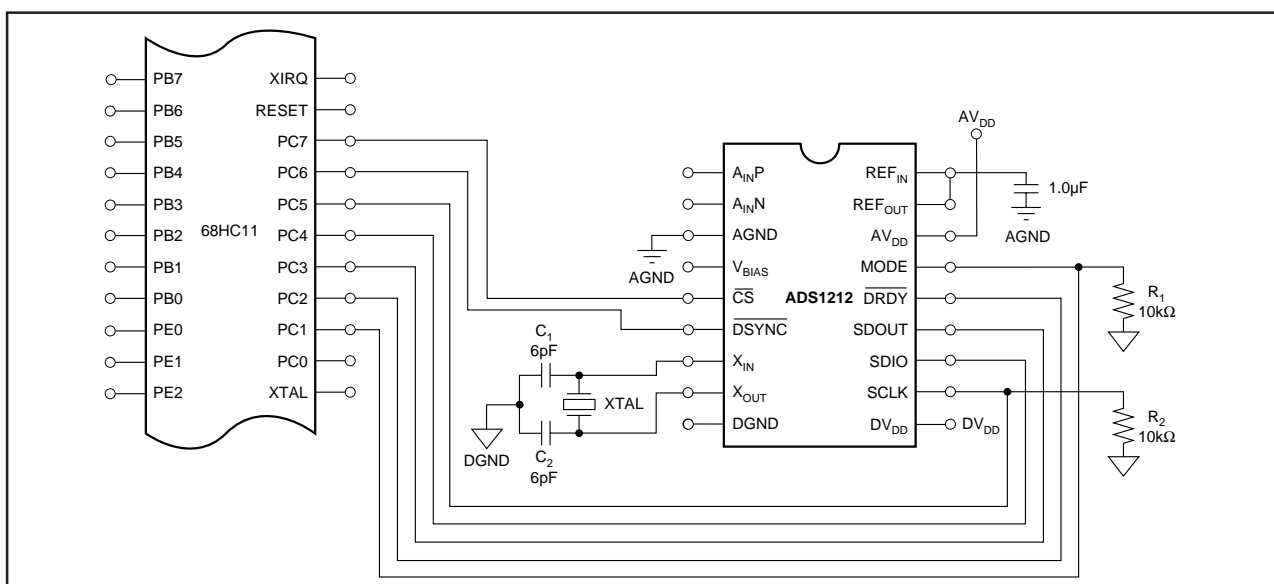 PB7
PB6
PB5
PB4
PB3
PB2
PB1
PB0
PE0
PE1
PE2
68HC11
XIRQ
RESET
PC7
PC6
PC5
PC4
PC3
PC2
PC1
PC0
XTAL
C1
6pF
XTAL
C2
6pF
DGND
AGND
AINP
AINN
AGND
VBIAS
CS
DSYNC
XIN
XOUT
DGND
ADS1212
REFIN
REFOUT
AVDD
MODE
DRDY
SDOUT
SDIO
SCLK
DVDD
AVDD
1.0µF
AGND
R1
10kΩ
R2
10kΩ
DVDD